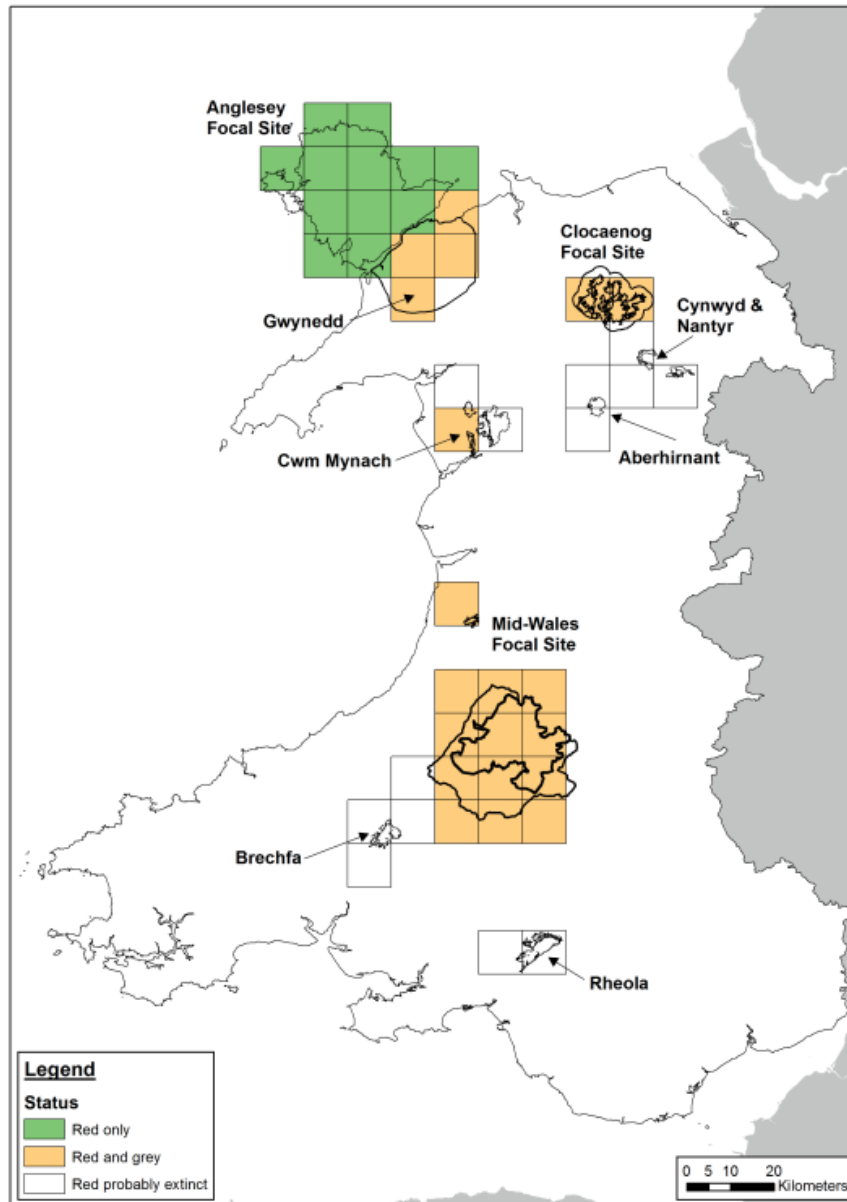 Anglesey
Focal Site
Clocaenog
Focal Site
Cynwyd &
Nantyr
Gwynedd
Cwm Mynach
Aberhirnant
Mid-Wales
Focal Site
Brechfa
Rheola
Legend
Status
Red only
Red and grey
Red probably extinct
0 5 10 20
Kilometers